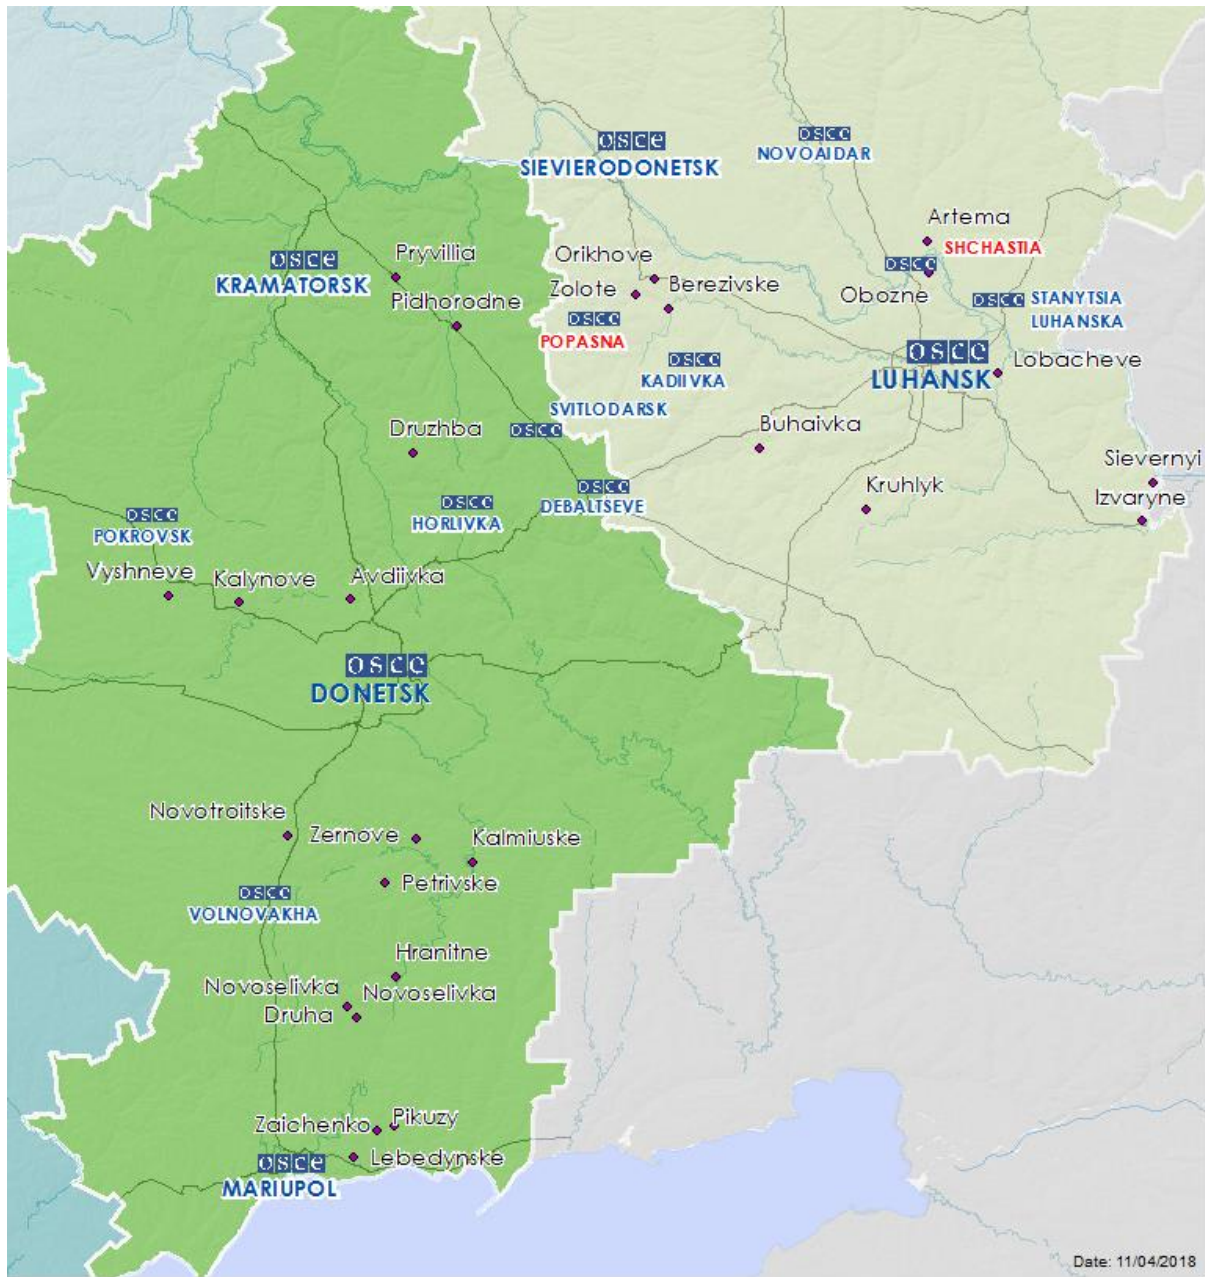 osce
NOVOAIDAR
osce
SIEVIERODONETSK
Artema
SHCHASTIA
osce
KRAMATORSK
Pryvillia
Orikhove
osce
Zolote
Berezivske
Obozne
Pidhorodne
osce
STANYTSIA
LUHANSKA
osce
POPASNA
osce
LUHANSK
osce
KADIIVKA
Lobacheve
SVITLODARSK
osce
Druzhba
Buhaivka
Sievernyi
Kruhlyk
Izvaryne
osce
DEBALTSEVE
osce
HORLIVKA
osce
POKROVSK
Vyshneve
Kalynove
Avdiivka
osce
DONETSK
Novotroitske
Zernove
Kalmiuske
Petrivske
osce
VOLNOVAKHA
Hranitne
Novoselivka
Druha
Novoselivka
Zaichenko
Pikuzy
Lebedynske
osce
MARIUPOL
Date: 11/04/2018